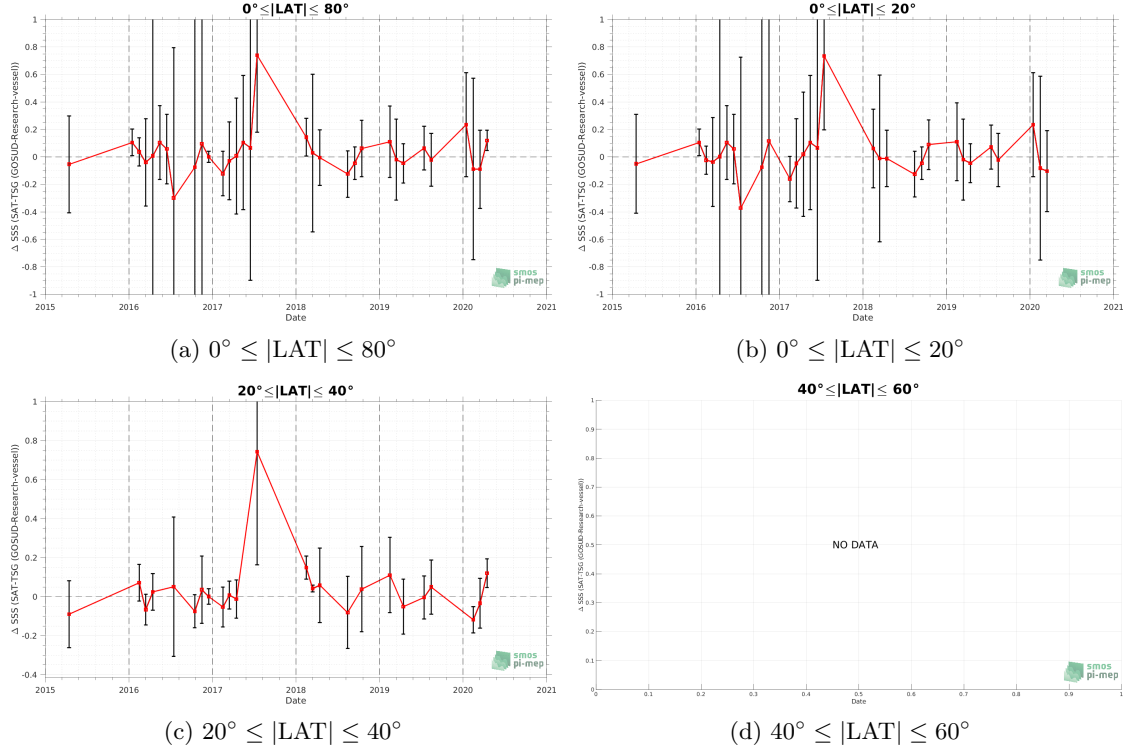 0°≤|LAT|≤ 80°
Δ SSS (SAT-TSG (GOSUD-Research-vessel))
1
0.8
0.6
0.4
0.2
0
-0.2
-0.4
-0.6
-0.8
-1
2015 2016 2017 2018 2019 2020 2021
Date
smos
pi-mep
(a) 0° ≤ |LAT| ≤ 80°
0°≤|LAT|≤ 20°
Δ SSS (SAT-TSG (GOSUD-Research-vessel))
1
0.8
0.6
0.4
0.2
0
-0.2
-0.4
-0.6
-0.8
-1
2015 2016 2017 2018 2019 2020 2021
Date
smos
pi-mep
(b) 0° ≤ |LAT| ≤ 20°
20°≤|LAT|≤ 40°
Δ SSS (SAT-TSG (GOSUD-Research-vessel))
1
0.8
0.6
0.4
0.2
0
-0.2
-0.4
2015 2016 2017 2018 2019 2020 2021
Date
smos
pi-mep
(c) 20° ≤ |LAT| ≤ 40°
40°≤|LAT|≤ 60°
Δ SSS (SAT-TSG (GOSUD-Research-vessel))
1
0.9
0.8
0.7
0.6
0.5
0.4
0.3
0.2
0.1
0
NO DATA
0 0.1 0.2 0.3 0.4 0.5 0.6 0.7 0.8 0.9 1
Date
smos
pi-mep
(d) 40° ≤ |LAT| ≤ 60°